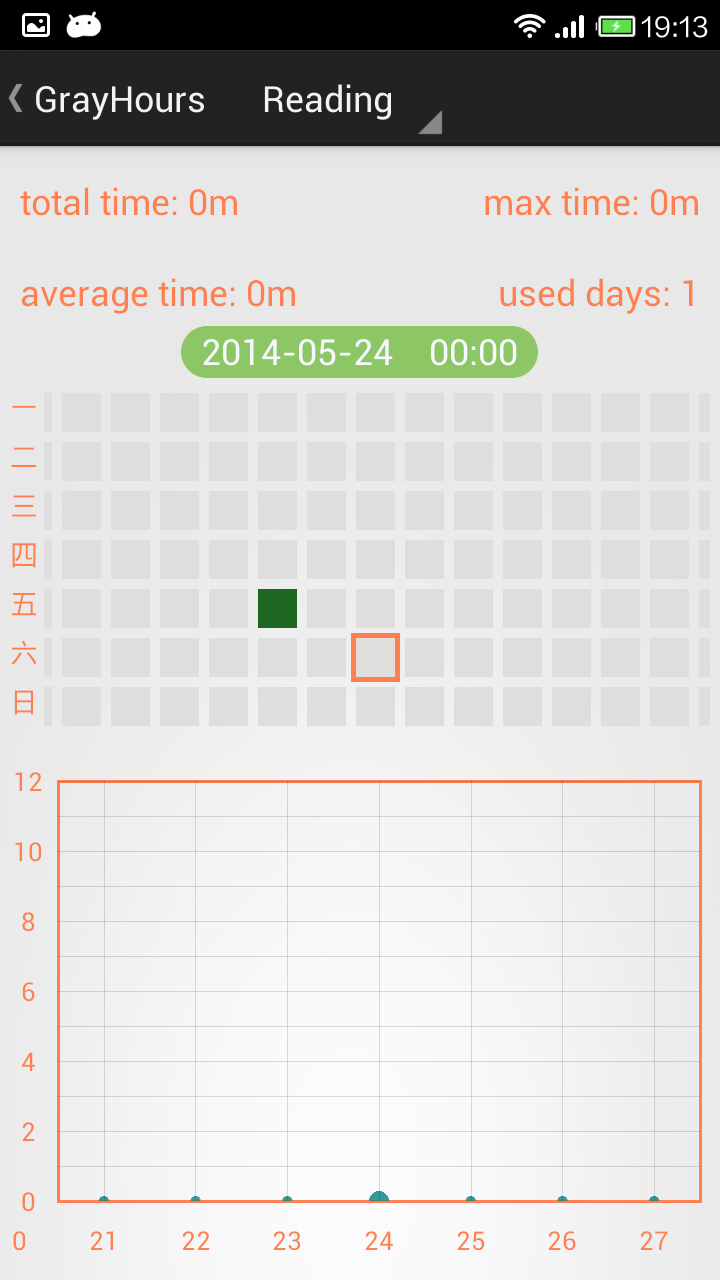 19:13
GrayHours Reading
total time: 0m max time: 0m
average time: 0m used days: 1
2014-05-24 00:00
一
二
三
四
五
六
日
12
10
8
6
4
2
0
0 21 22 23 24 25 26 27